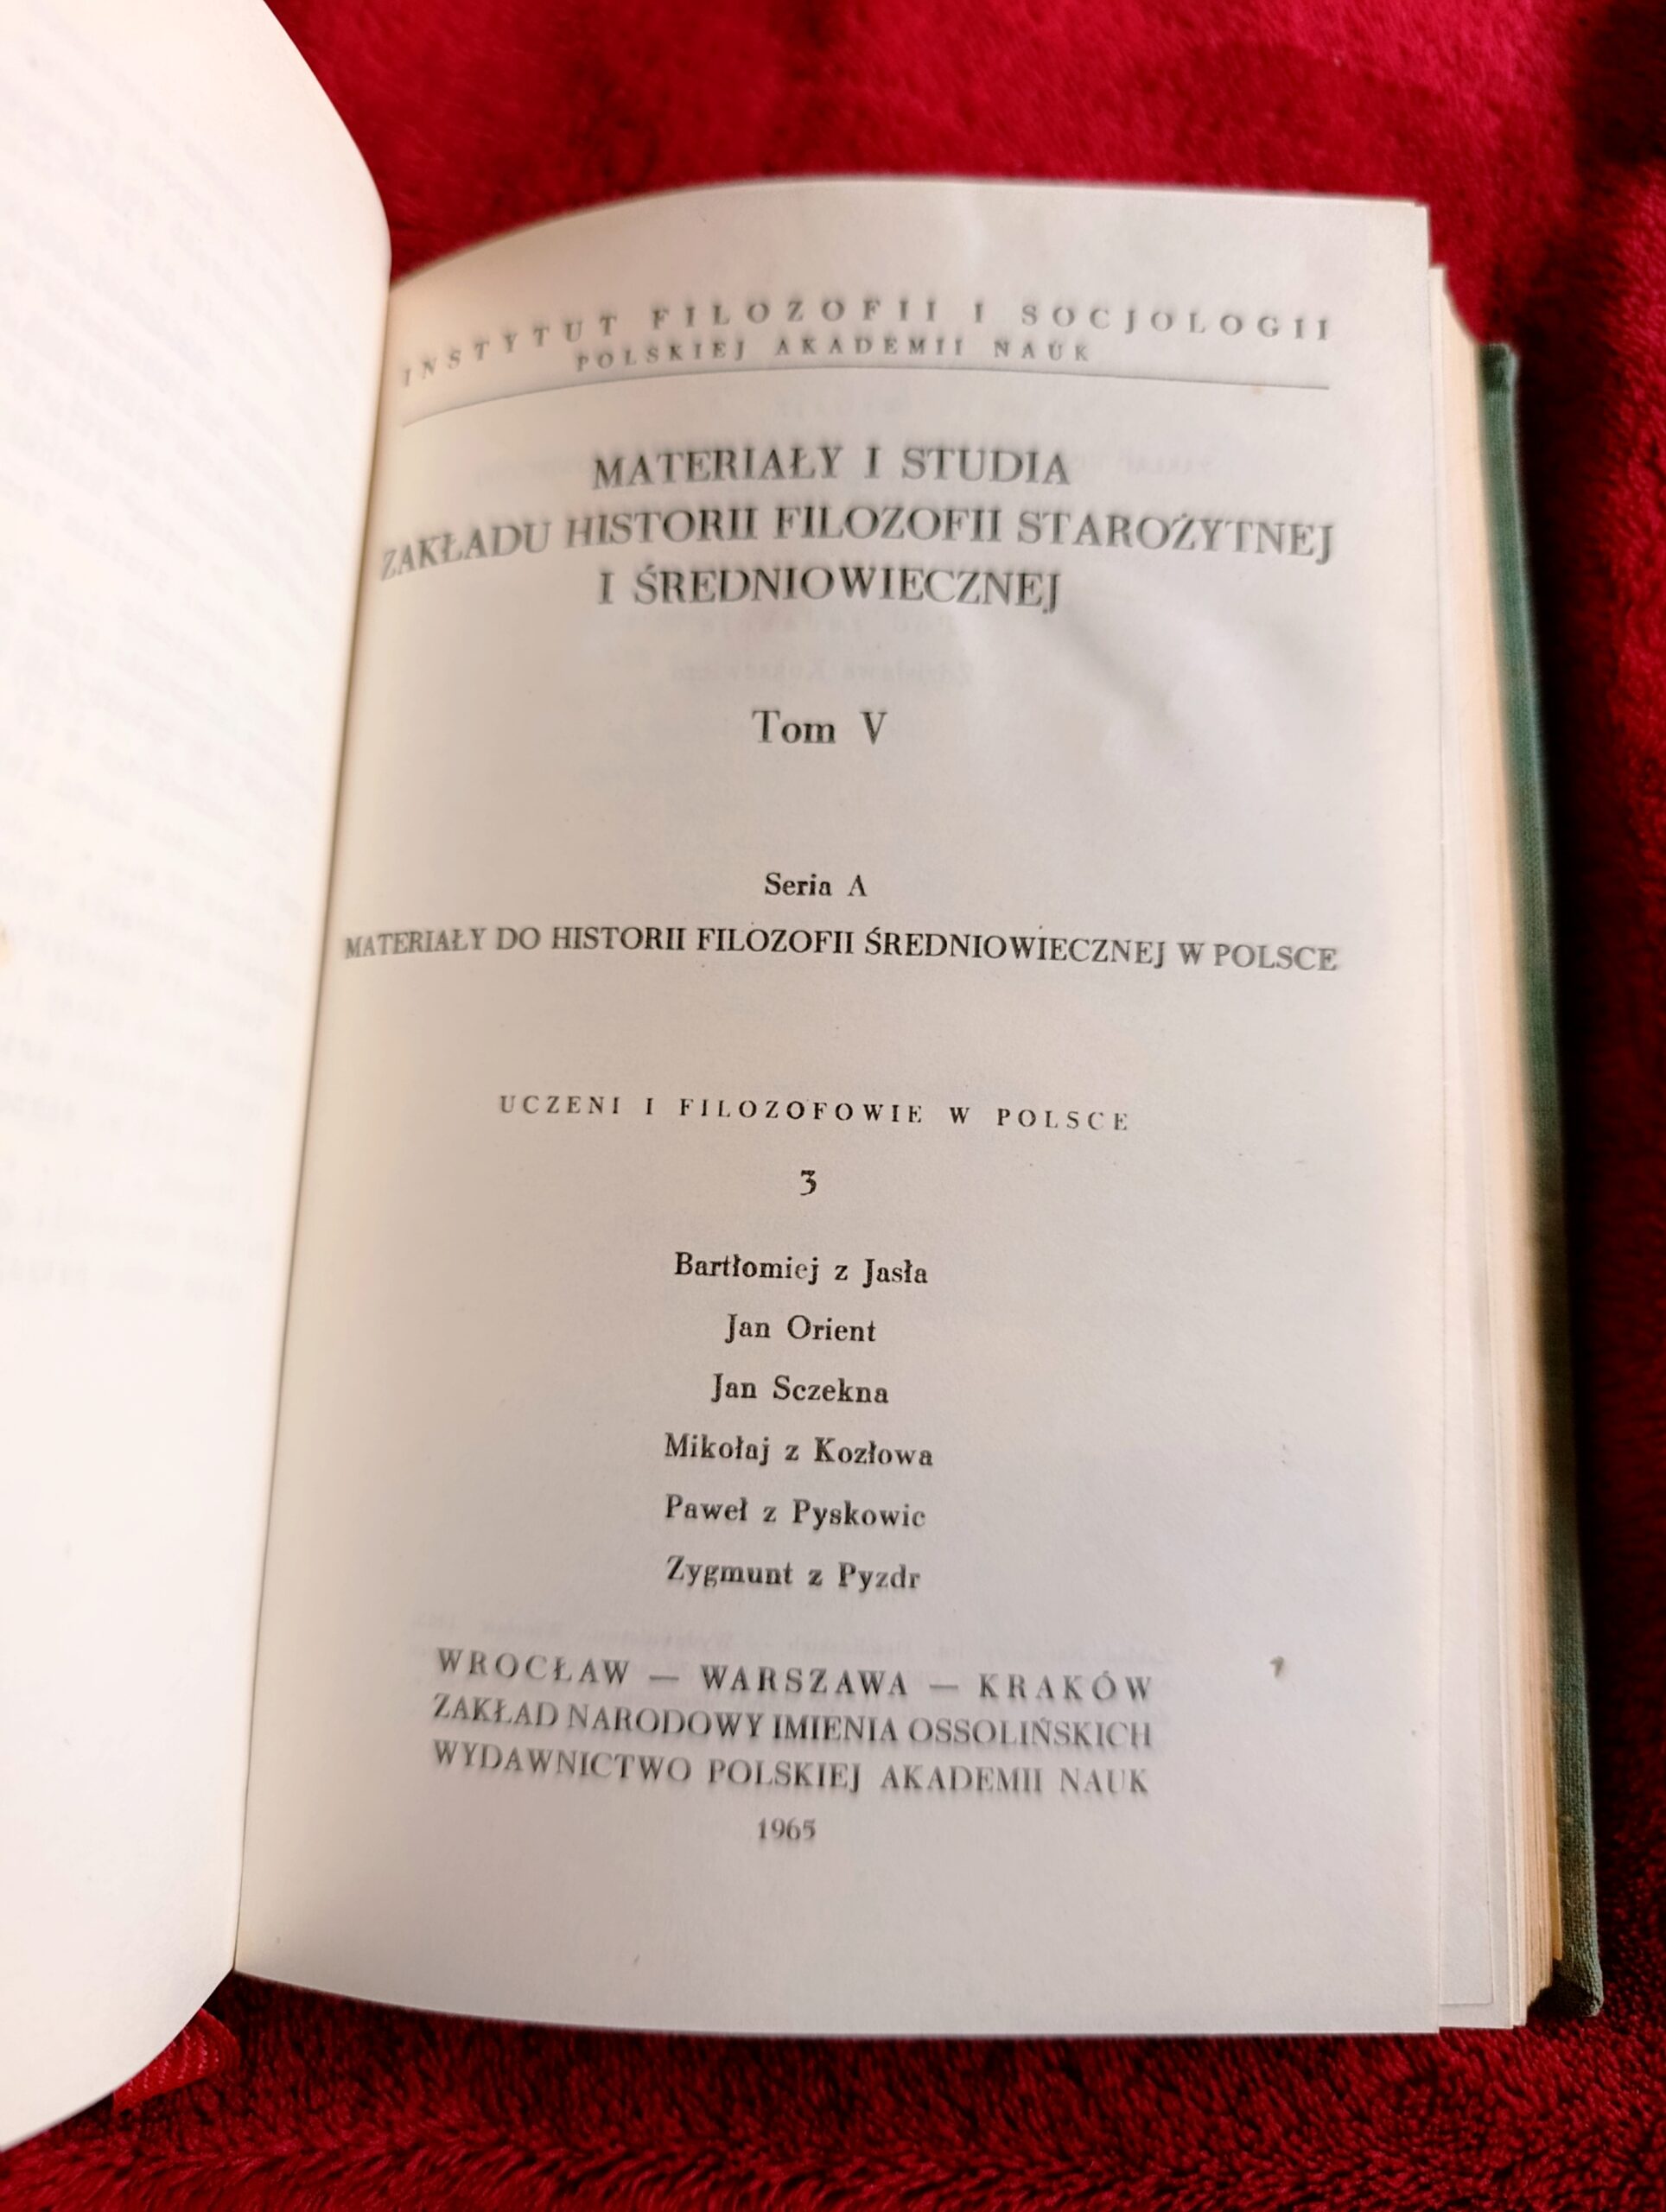 INSTYTUT FILOZOFII I SOCJOLOGII
POLSKIEJ AKADEMII NAUK
MATERIAŁY I STUDIA
ZAKŁADU HISTORII FILOZOFII STAROŻYTNEJ
I ŚREDNIOWIECZNEJ
Tom V
Seria A
MATERIAŁY DO HISTORII FILOZOFII ŚREDNIOWIECZNEJ W POLSCE
UCZENI I FILOZOFOWIE W POLSCE
3
Bartłomiej z Jasła
Jan Orient
Jan Sczekna
Mikołaj z Kozłowa
Paweł z Pyskowic
Zygmunt z Pyzdr
WROCŁAW — WARSZAWA — KRAKÓW
ZAKŁAD NARODOWY IMIENIA OSSOLIŃSKICH
WYDAWNICTWO POLSKIEJ AKADEMII NAUK
1965